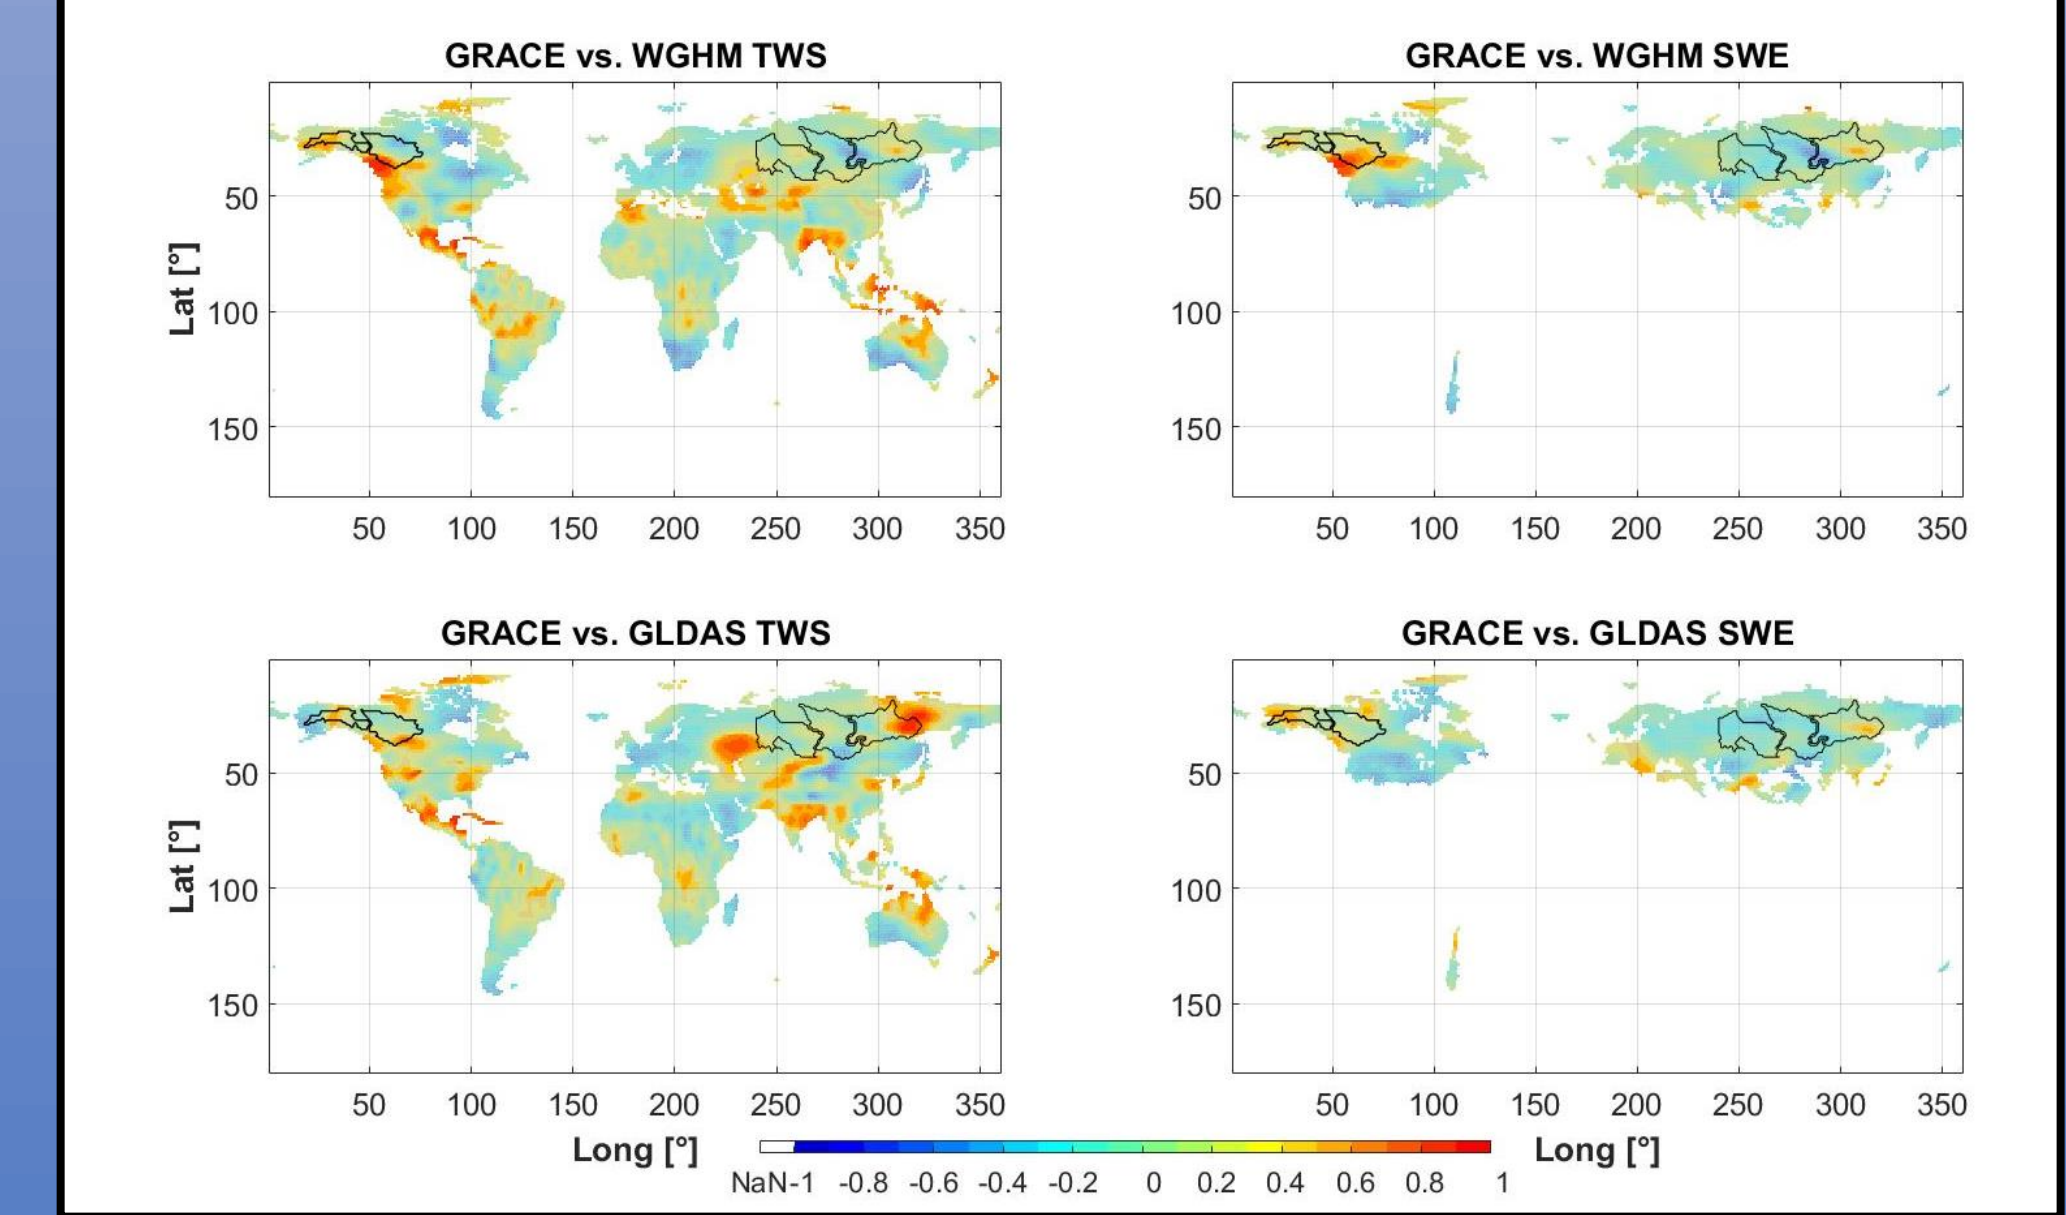 GRACE vs. WGHM TWS
Lat [°]
50
100
150
50 100 150 200 250 300 350
GRACE vs. WGHM SWE
50
100
150
50 100 150 200 250 300 350
GRACE vs. GLDAS TWS
Lat [°]
50
100
150
50 100 150 200 250 300 350
Long [°]
GRACE vs. GLDAS SWE
50
100
150
50 100 150 200 250 300 350
Long [°]
NaN -1 -0.8 -0.6 -0.4 -0.2 0 0.2 0.4 0.6 0.8 1